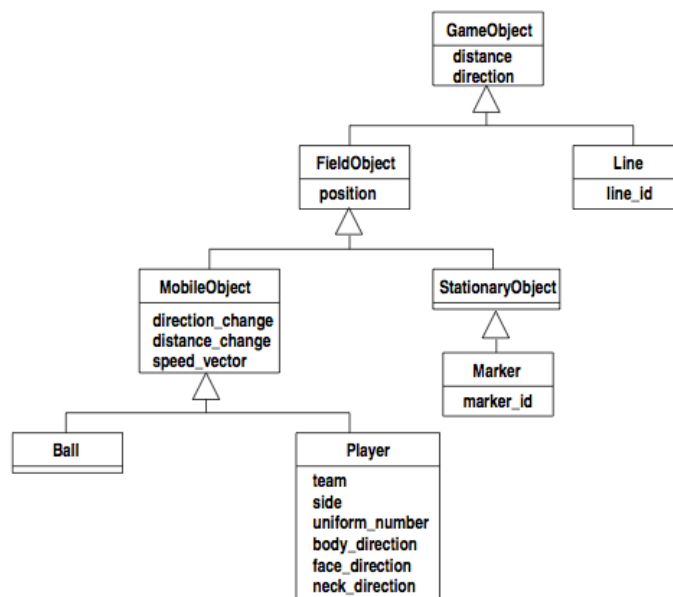 GameObject
distance
direction
FieldObject
position
Line
line_id
MobileObject
direction_change
distance_change
speed_vector
StationaryObject
Marker
marker_id
Ball
Player
team
side
uniform_number
body_direction
face_direction
neck_direction